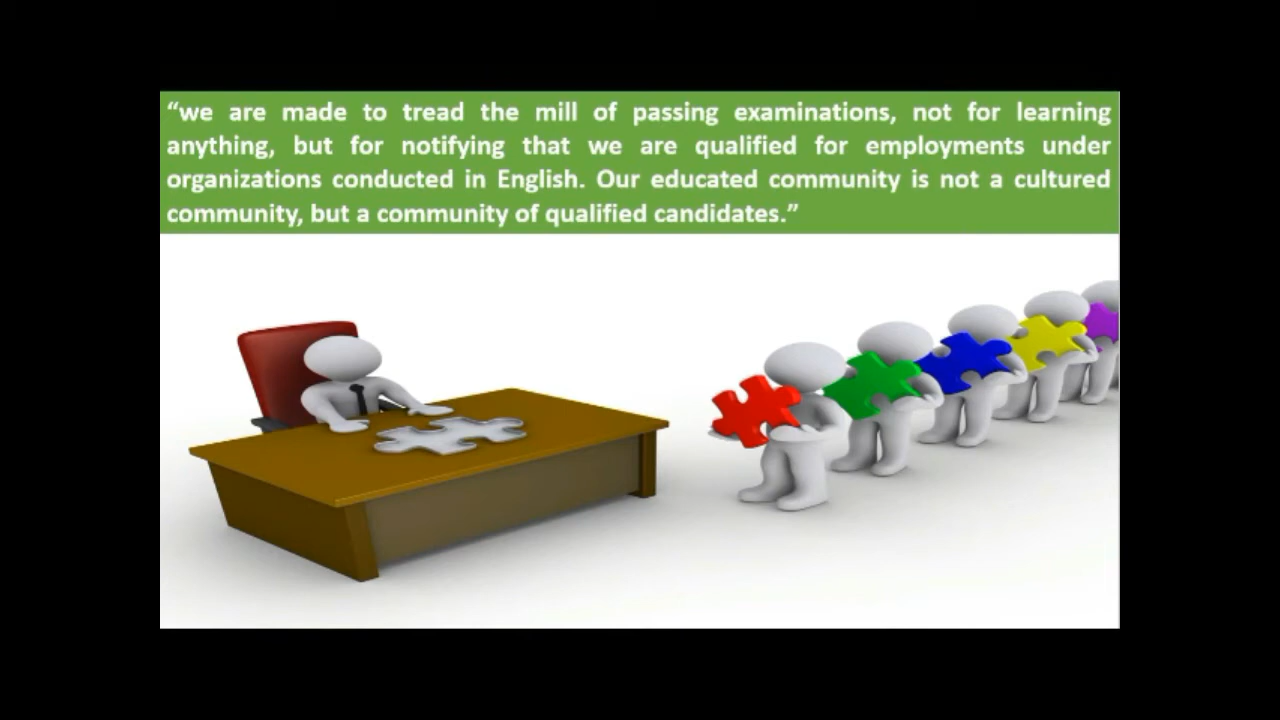 “we are made to tread the mill of passing examinations, not for learning
anything, but for notifying that we are qualified for employments under
organizations conducted in English. Our educated community is not a cultured
community, but a community of qualified candidates.”